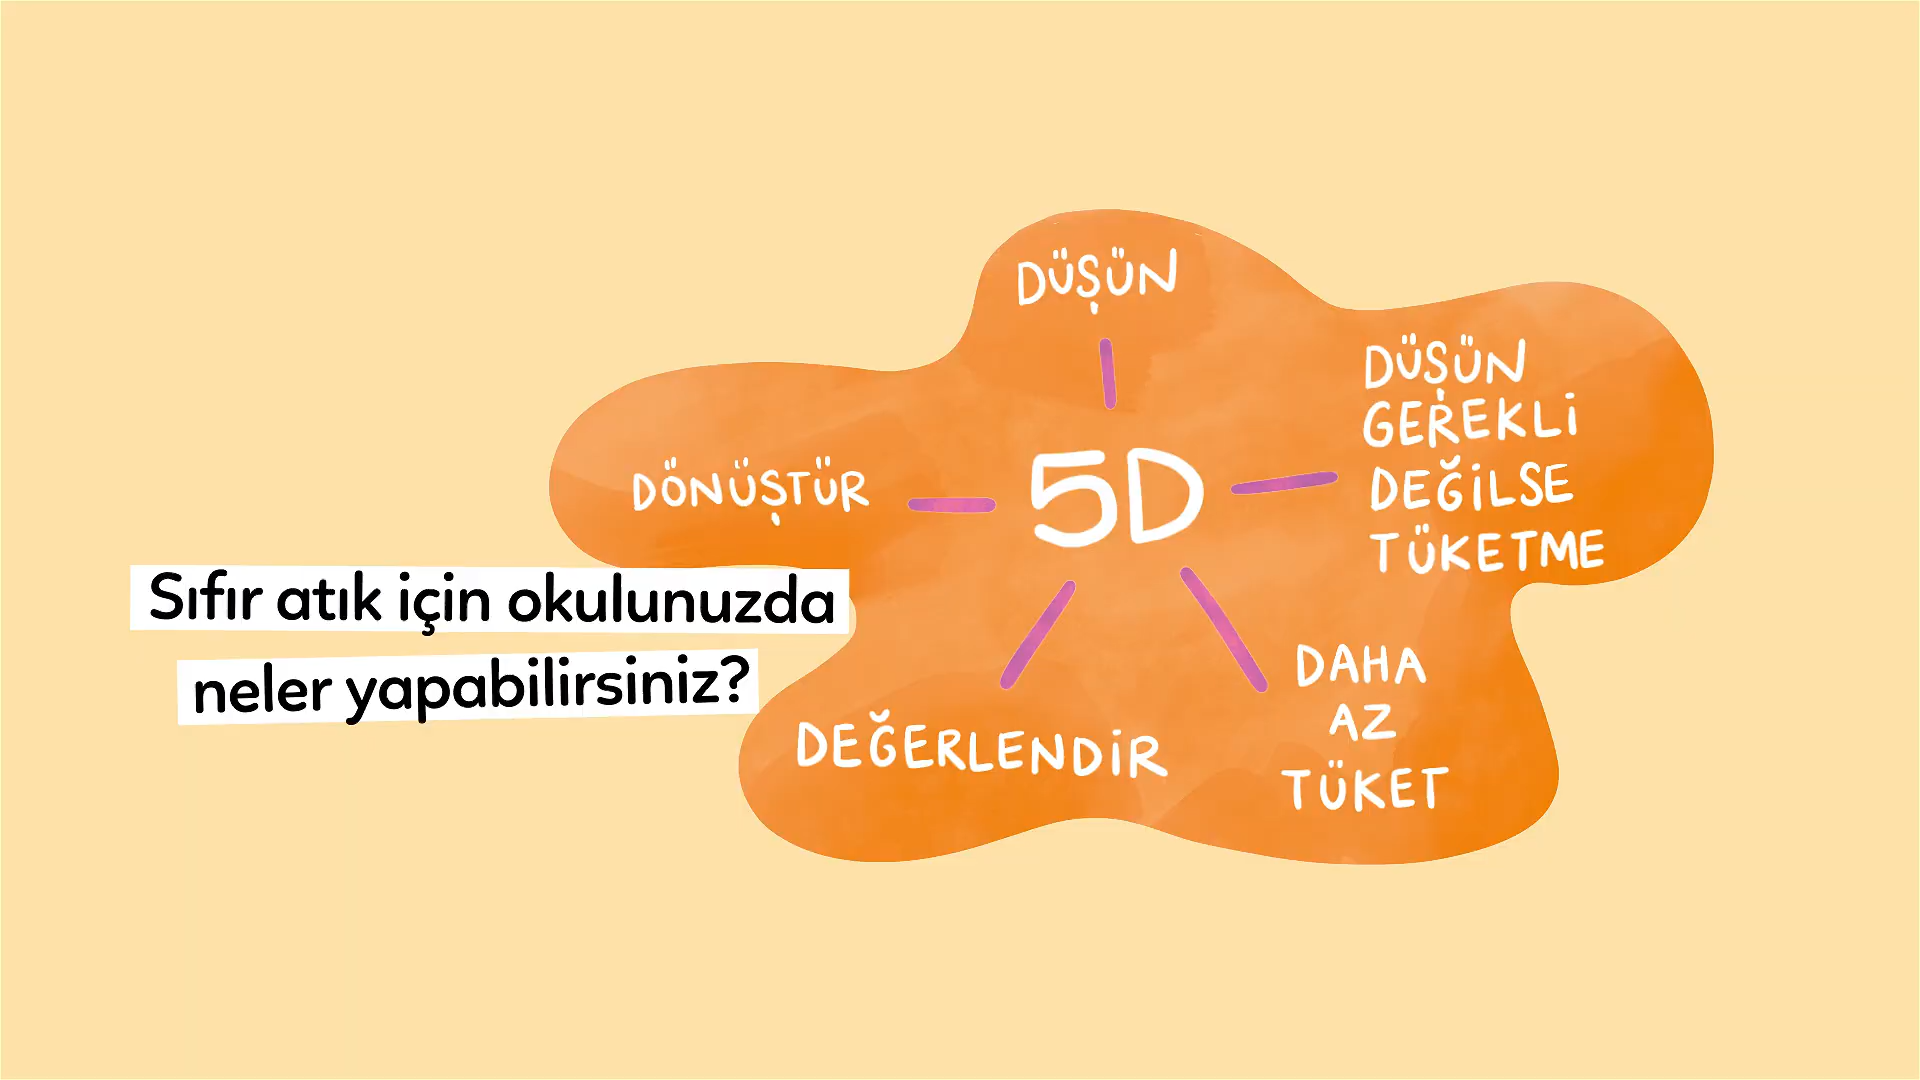 DÜŞÜN
DÜŞÜN
GEREKLİ
DEĞİLSE
TÜKETME
DÖNÜŞTÜR
5D
Sıfır atık için okulunuzda
neler yapabilirsiniz?
DAHA
AZ
TÜKET
DEĞERLENDİR